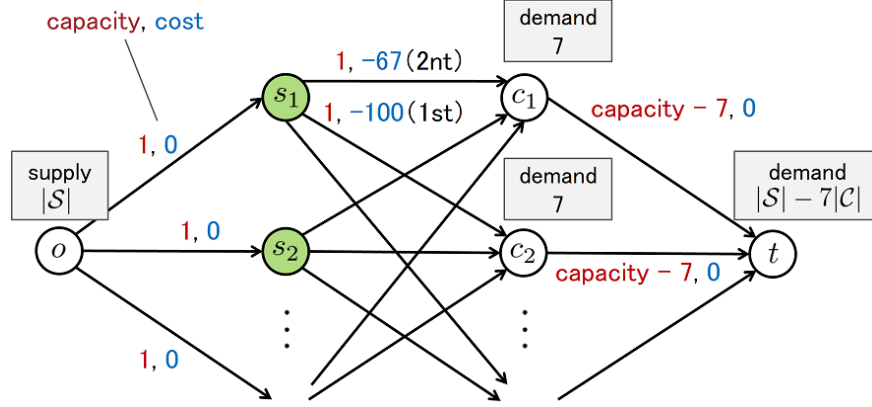 capacity, cost
demand
7
1, -67(2nt)
s1
c1
1, -100(1st)
capacity - 7, 0
1, 0
supply
|S|
demand
7
demand
|S| - 7|C|
1, 0
o
s2
c2
t
capacity - 7, 0
⋮
⋮
1, 0